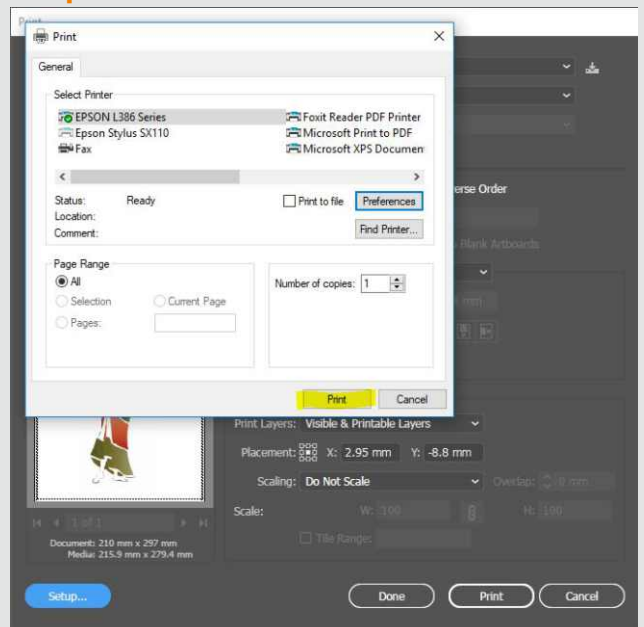 Print
General
Select Printer
EPSON L386 Series
Foxit Reader PDF Printer
Epson Stylus SX110
Microsoft Print to PDF
Fax
Microsoft XPS Documen
Status: Ready
Print to file
Preferences
Location:
Comment:
Find Printer...
erse Order
Blank Artboards
Page Range
All
Selection
Current Page
Pages:
Number of copies: 1
mm
Print
Cancel
Print Layers: Visible & Printable Layers
Placement: X: 2.95 mm Y: -8.8 mm
Scaling: Do Not Scale Overlap: 0 mm
Scale: W: 100 H: 100
Tile Range:
1 of 1
Document: 210 mm x 297 mm
Media: 215.9 mm x 279.4 mm
Setup...
Done
Print
Cancel